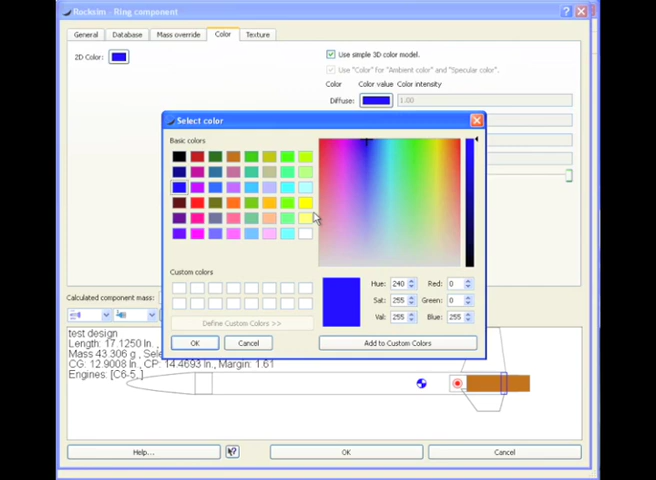 Rocksim - Ring component
General
Database
Mass override
Color
Texture
2D Color:
Use simple 3D color model.
Use "Color" for "Ambient color" and "Specular color".
Color
Color value
Color intensity
Diffuse:
1.00
Select color
Basic colors
Custom colors
Define Custom Colors >>
Hue: 240
Red: 0
Sat: 255
Green: 0
Val: 255
Blue: 255
OK
Cancel
Add to Custom Colors
Calculated component mass:
test design
Length: 17.1250 In.,
Mass 43.306 g , Sele
CG: 12.9008 In., CP: 14.4693 In., Margin: 1.61
Engines: [C6-5, ]
Help...
OK
Cancel